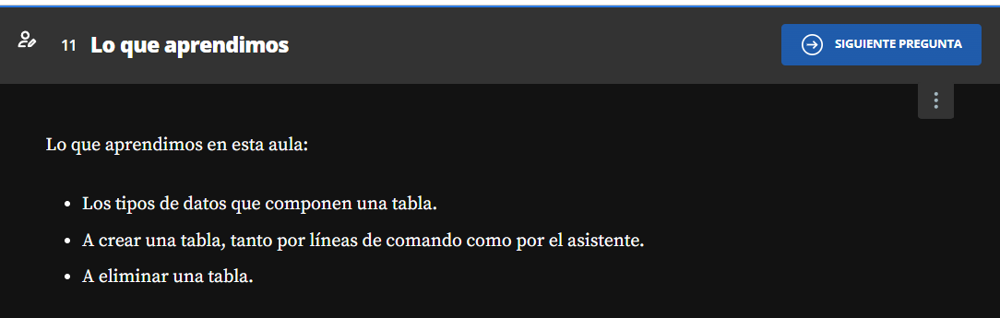 11 Lo que aprendimos
SIGUIENTE PREGUNTA
Lo que aprendimos en esta aula:
• Los tipos de datos que componen una tabla.
• A crear una tabla, tanto por líneas de comando como por el asistente.
• A eliminar una tabla.